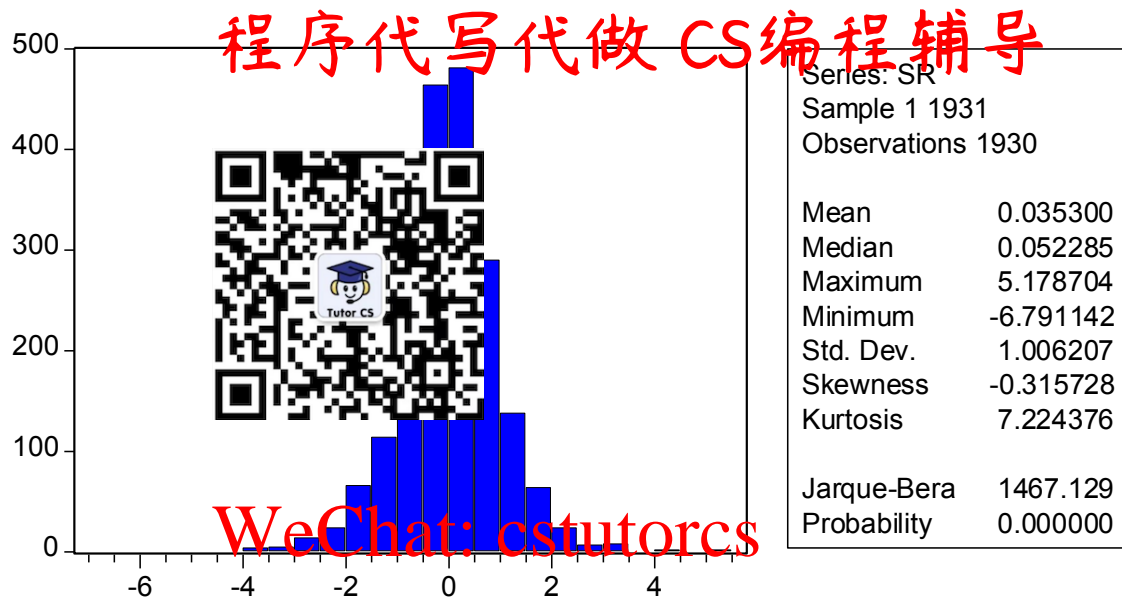 程序代写代做 CS编程辅导
500
400
300
200
100
0
-6 -4 -2 0 2 4
Tutor CS
WeChat: cstutorcs
Series: SR
Sample 1 1931
Observations 1930
Mean 0.035300
Median 0.052285
Maximum 5.178704
Minimum -6.791142
Std. Dev. 1.006207
Skewness -0.315728
Kurtosis 7.224376
Jarque-Bera 1467.129
Probability 0.000000